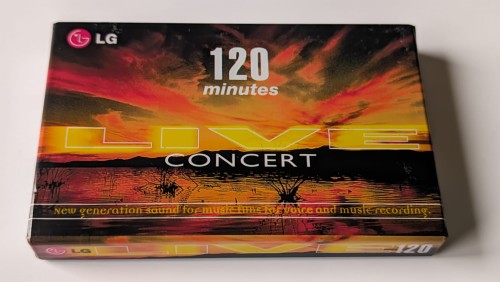 LG
120
minutes
LIVE
CONCERT
New generation sound for music fans for voice and music recording.
LG LIVE 120